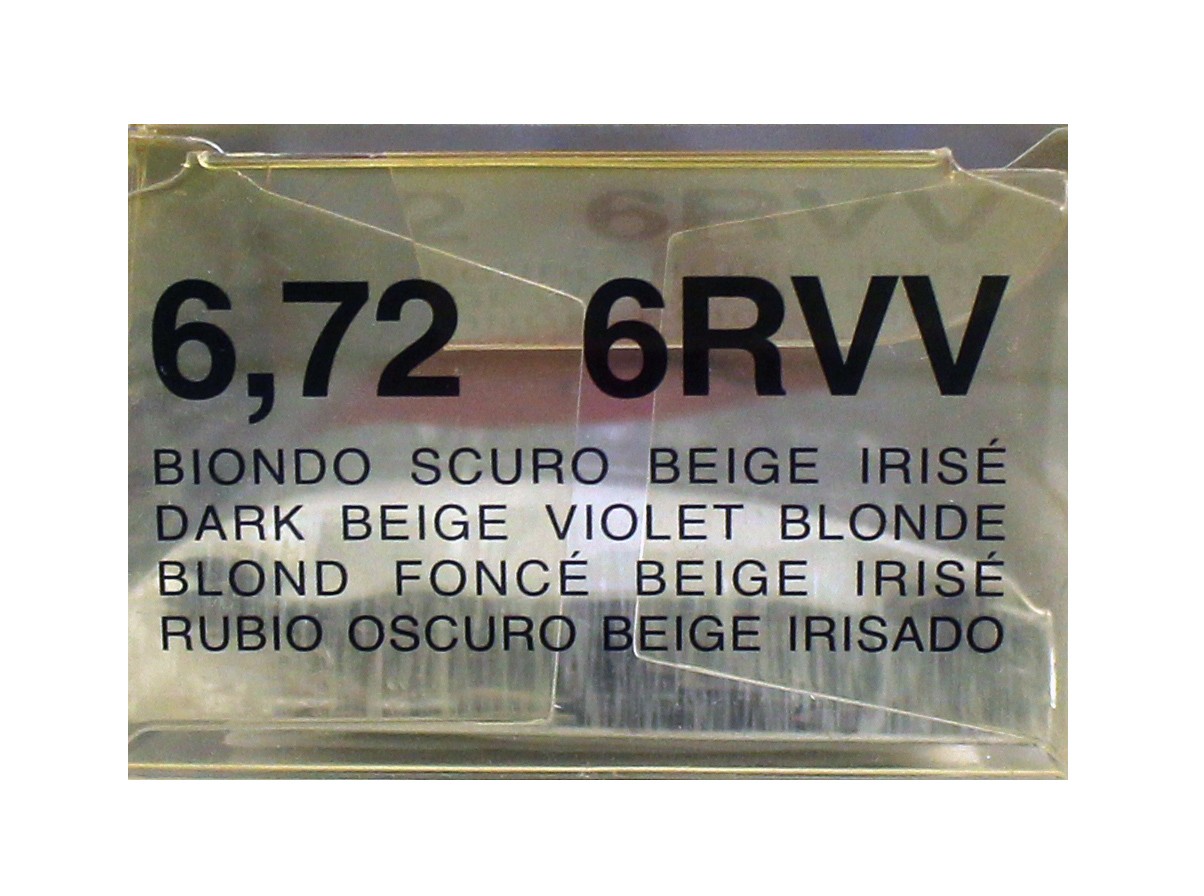 6,72 6RVV
BIONDO SCURO BEIGE IRISÉ
DARK BEIGE VIOLET BLONDE
BLOND FONCÉ BEIGE IRISÉ
RUBIO OSCURO BEIGE IRISADO